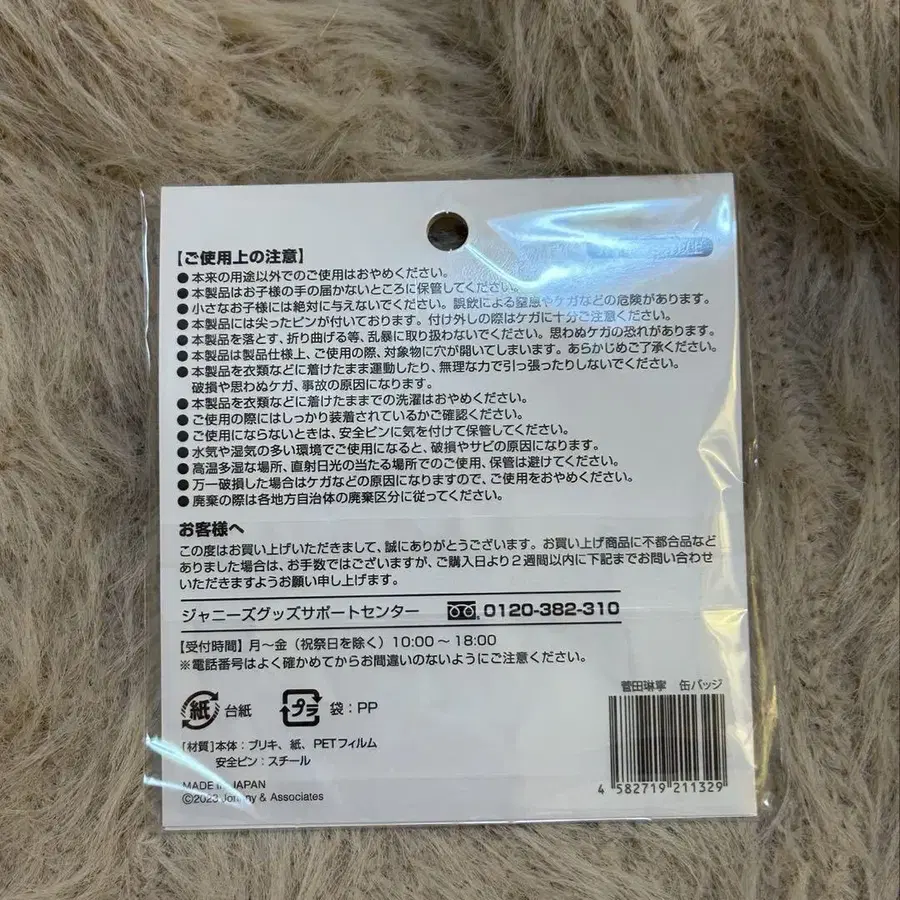 【ご使用上の注意】
●本来の用途以外でのご使用はおやめください。
●本製品はお子様の手の届かないところに保管してください。
●小さなお子様には絶対に与えないでください。誤飲による窒息やケガなどの危険があります。
●本製品には尖ったピンが付いております。付け外しの際はケガに十分ご注意ください。
●本製品を落とす、折り曲げる等、乱暴に取り扱わないでください。思わぬケガの恐れがあります。
●本製品は製品仕様上、ご使用の際、対象物に穴が開いてしまいます。あらかじめご了承ください。
●本製品を衣類などに着けたまま運動したり、無理な力で引っ張ったりしないでください。
破損や思わぬケガ、事故の原因になります。
●本製品を衣類などに着けたままでの洗濯はおやめください。
●ご使用の際にはしっかり装着されているかご確認ください。
●ご使用にならないときは、安全ピンに気を付けて保管してください。
●水気や湿気の多い環境でご使用になると、破損やサビの原因になります。
●高温多湿な場所、直射日光の当たる場所でのご使用、保管は避けてください。
●万一破損した場合はケガなどの原因になりますので、ご使用をおやめください。
●廃棄の際は各地方自治体の廃棄区分に従ってください。
お客様へ
この度はお買い上げいただきまして、誠にありがとうございます。お買い上げ商品に不都合品など
ありました場合は、お手数ではございますが、ご購入日より2週間以内に下記までお問い合わせ
いただきますようお願い申し上げます。
ジャニーズグッズサポートセンター 0120-382-310
【受付時間】月〜金（祝祭日を除く）10:00〜18:00
※電話番号はよく確かめてからお間違いのないようにご注意ください。
紙 台紙 プラ 袋：PP
菅田琳寧 缶バッジ
[材質]本体：ブリキ、紙、PETフィルム
安全ピン：スチール
MADE IN JAPAN
©2023 Johnny & Associates
4 582719 211329